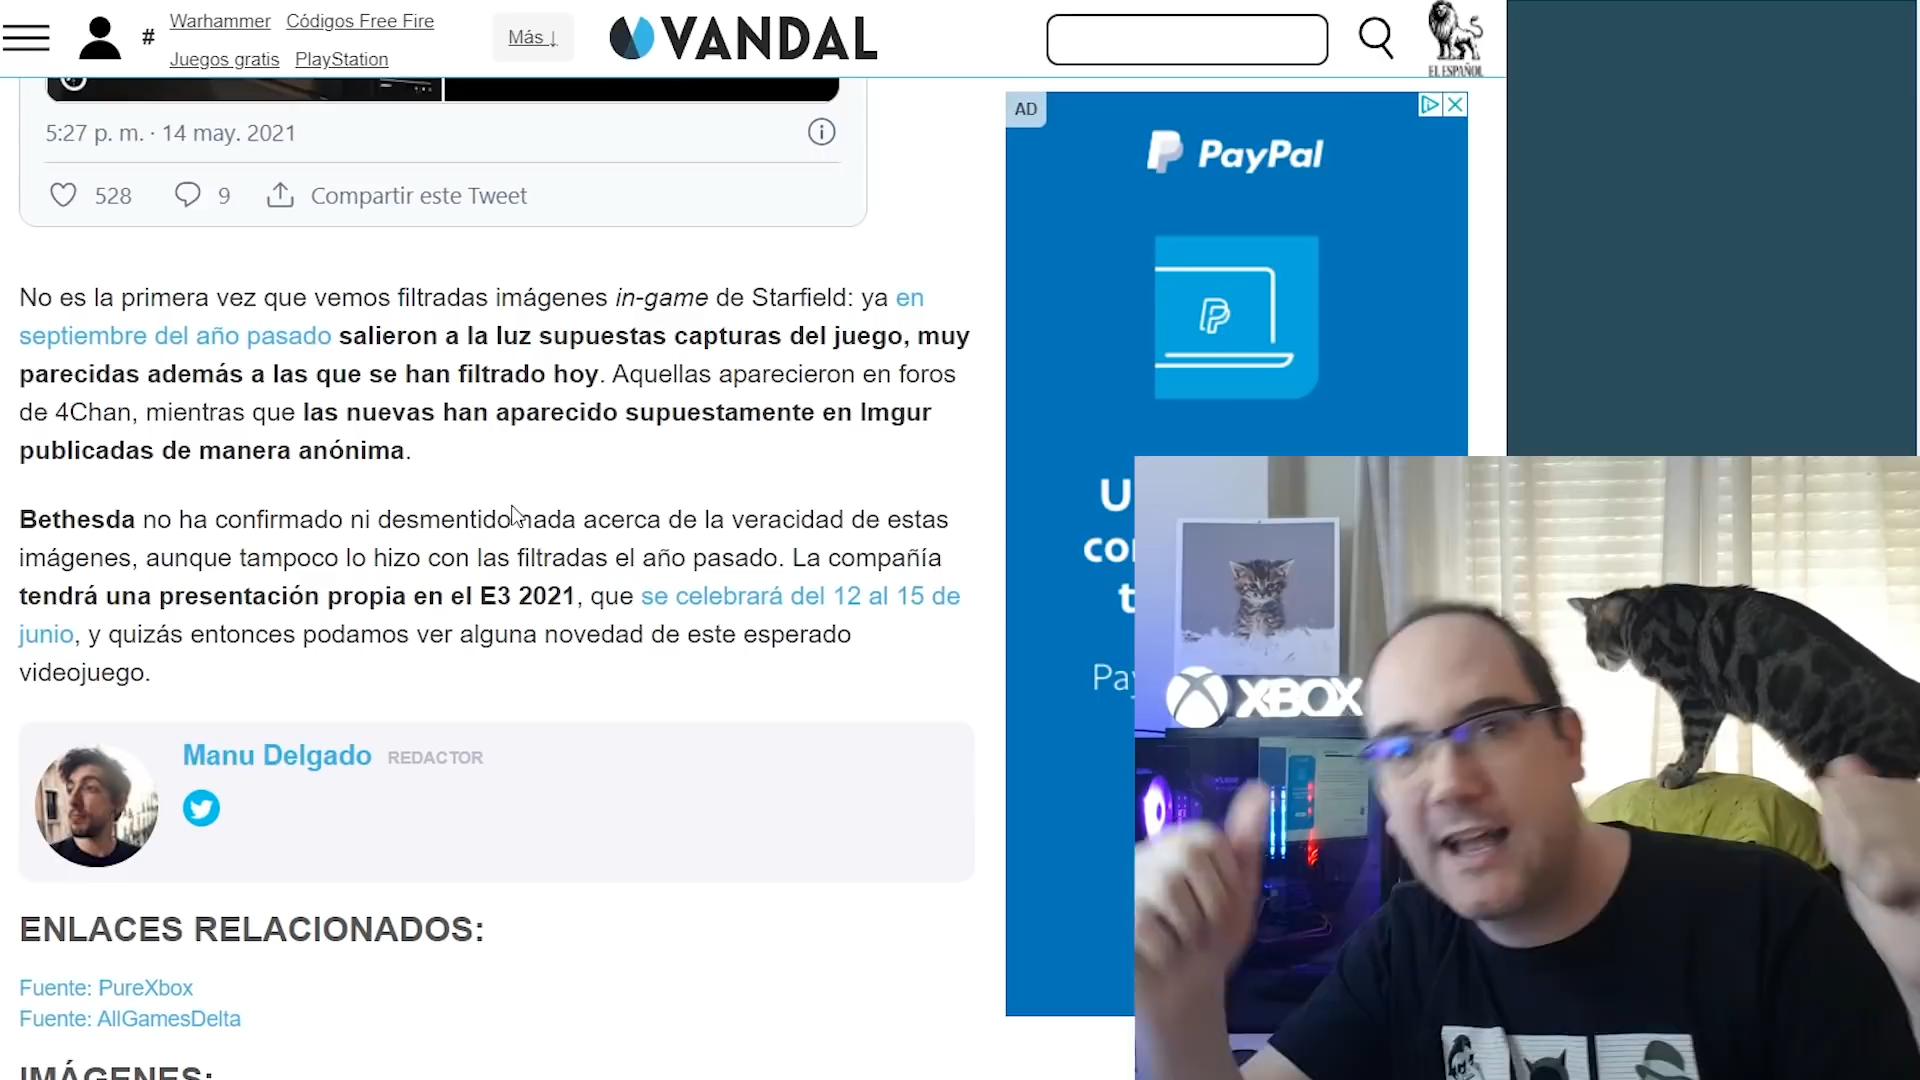 # Warhammer Códigos Free Fire
Juegos gratis PlayStation
Más ↓
VANDAL
EL ESPAÑOL
5:27 p. m. · 14 may. 2021
528 9 Compartir este Tweet
No es la primera vez que vemos filtradas imágenes in-game de Starfield: ya en
septiembre del año pasado salieron a la luz supuestas capturas del juego, muy
parecidas además a las que se han filtrado hoy. Aquellas aparecieron en foros
de 4Chan, mientras que las nuevas han aparecido supuestamente en Imgur
publicadas de manera anónima.
Bethesda no ha confirmado ni desmentido nada acerca de la veracidad de estas
imágenes, aunque tampoco lo hizo con las filtradas el año pasado. La compañía
tendrá una presentación propia en el E3 2021, que se celebrará del 12 al 15 de
junio, y quizás entonces podamos ver alguna novedad de este esperado
videojuego.
Manu Delgado REDACTOR
ENLACES RELACIONADOS:
Fuente: PureXbox
Fuente: AllGamesDelta
IMÁGENES:
AD
PayPal
U
co
t
Pay
XBOX